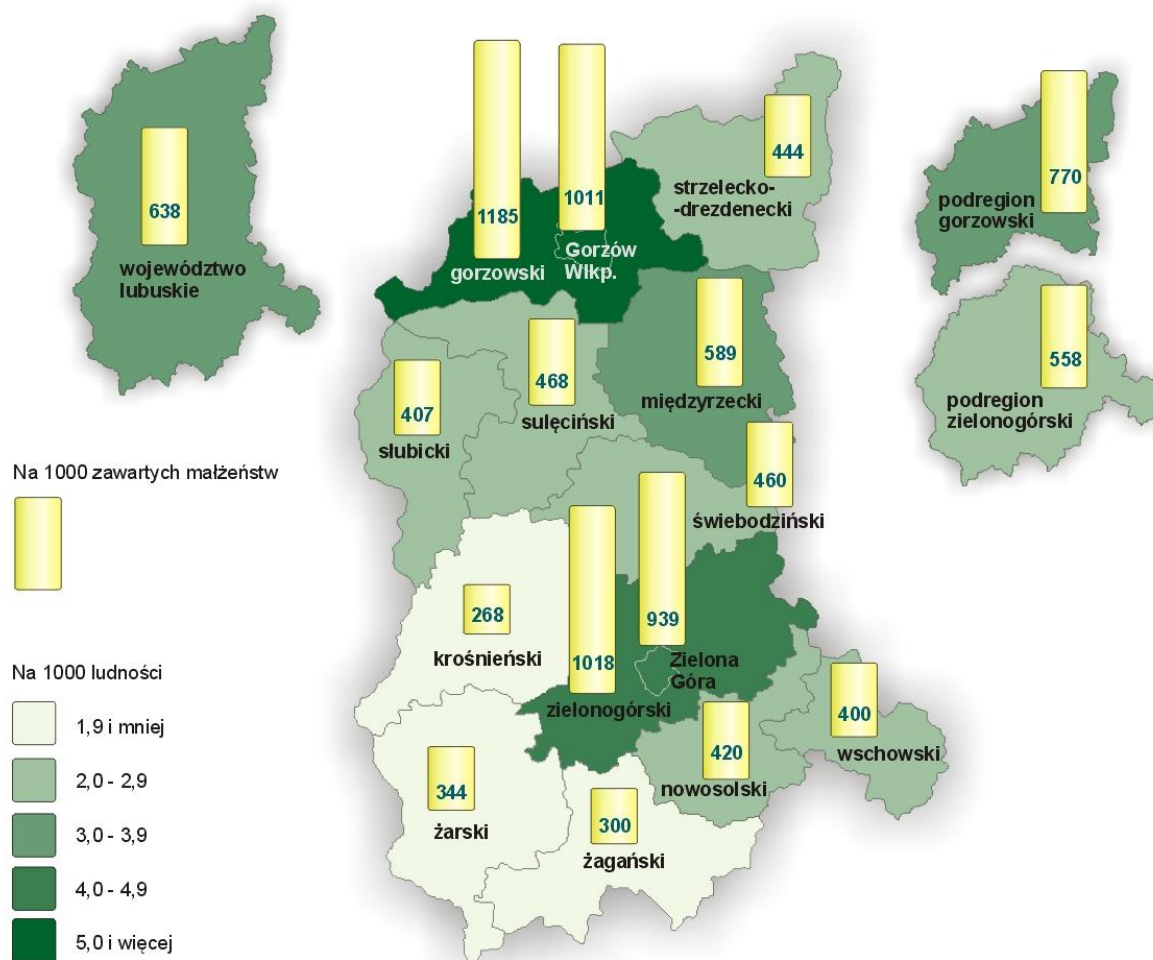 638
województwo
lubuskie
1185
gorzowski
1011
Gorzów
Wlkp.
444
strzelecko-
-drezdenecki
770
podregion
gorzowski
558
podregion
zielonogórski
589
międzyrzecki
468
sulęciński
407
słubicki
460
świebodziński
Na 1000 zawartych małżeństw
268
krośnieński
1018
zielonogórski
939
Zielona
Góra
400
wschowski
420
nowosolski
344
żarski
300
żagański
Na 1000 ludności
1,9 i mniej
2,0 - 2,9
3,0 - 3,9
4,0 - 4,9
5,0 i więcej